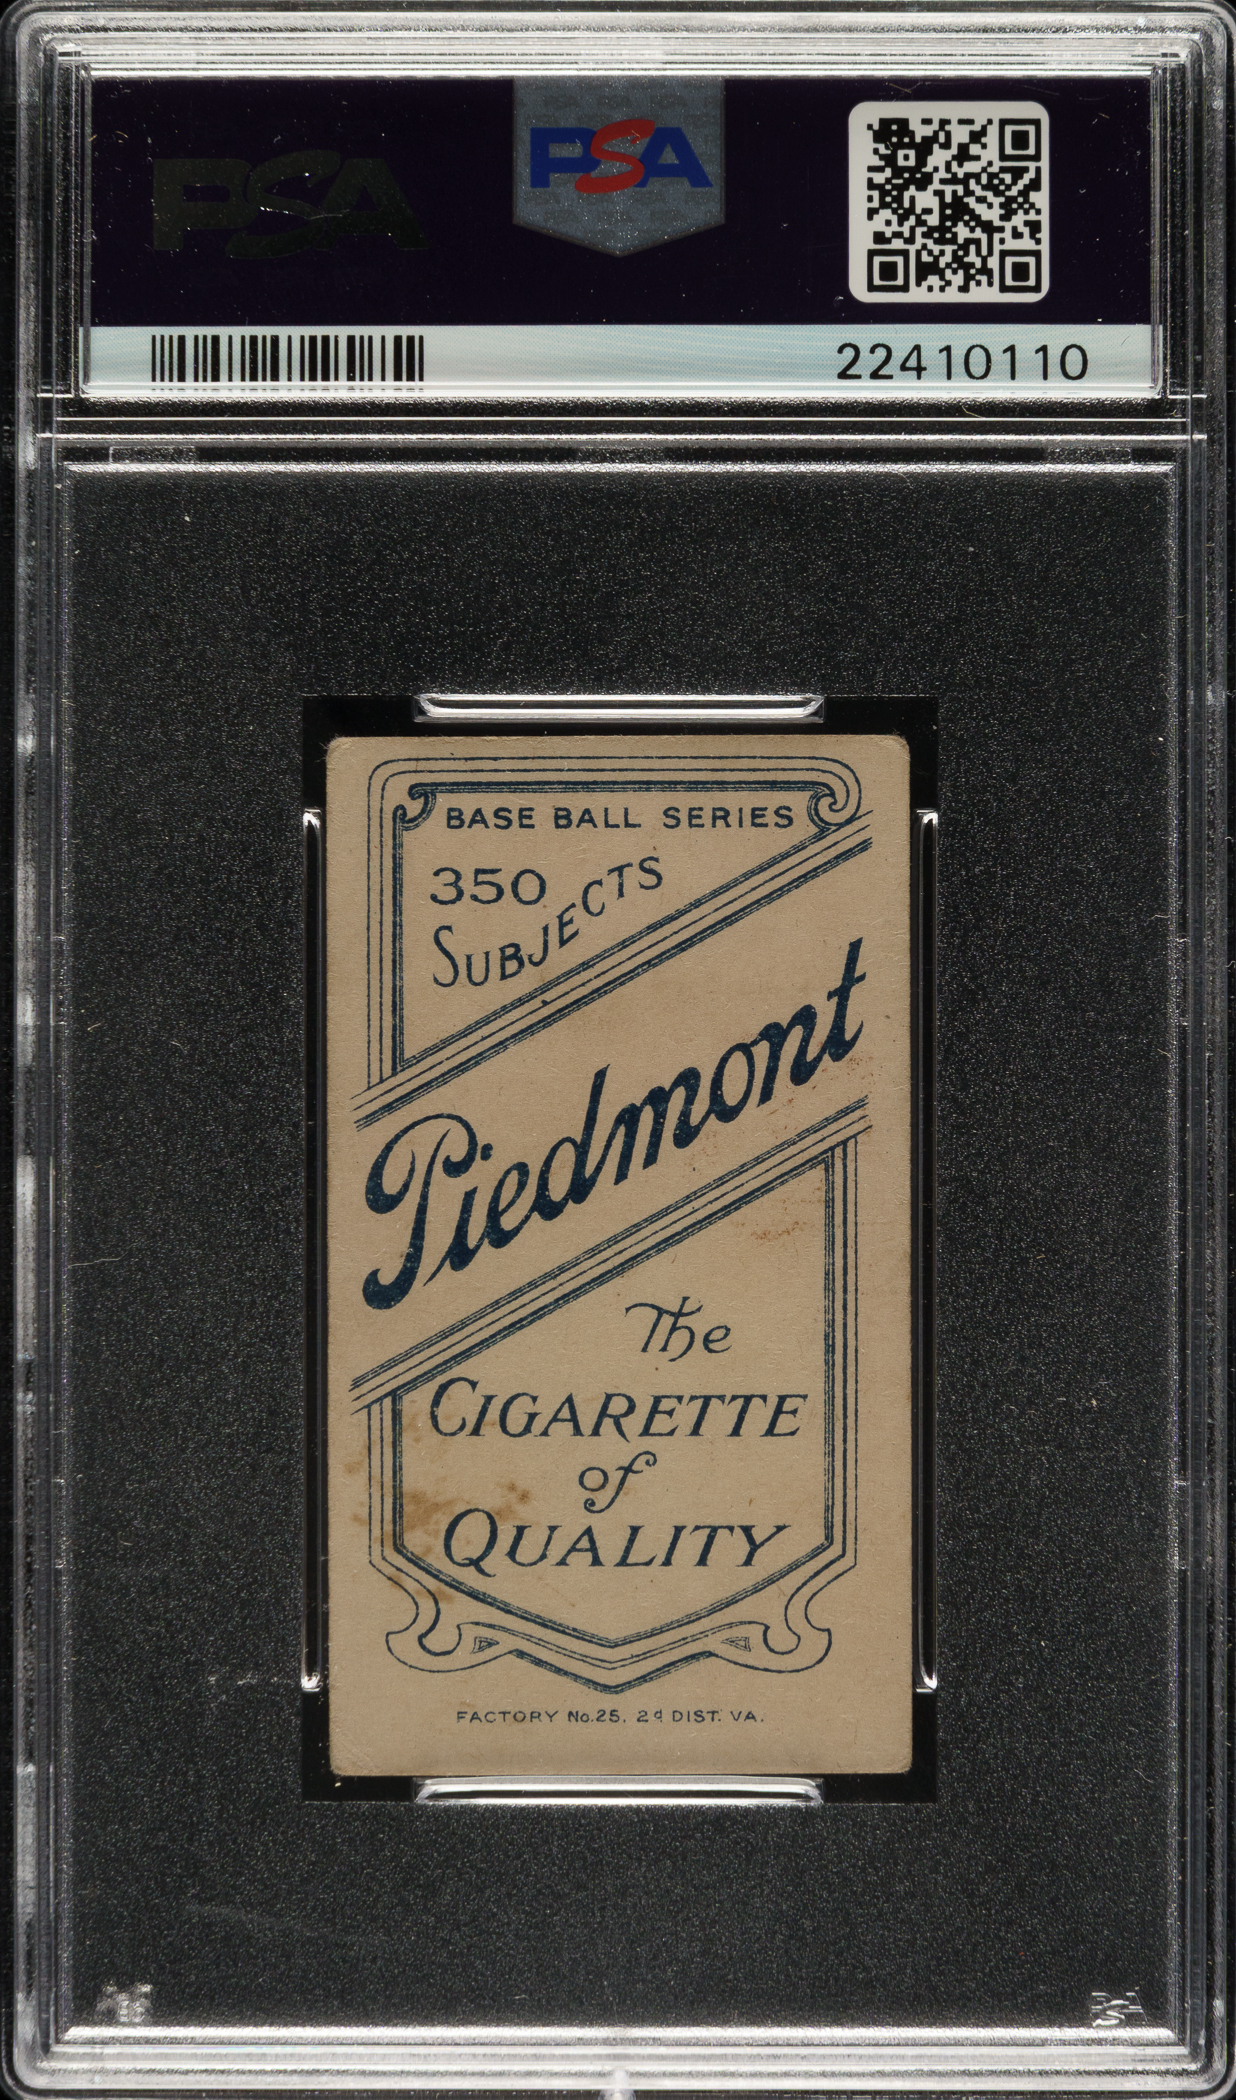 PSA
PSA
22410110
BASE BALL SERIES
350
SUBJECTS
Piedmont
The
CIGARETTE
of
QUALITY
FACTORY No.25. 2d DIST. VA.
PSA